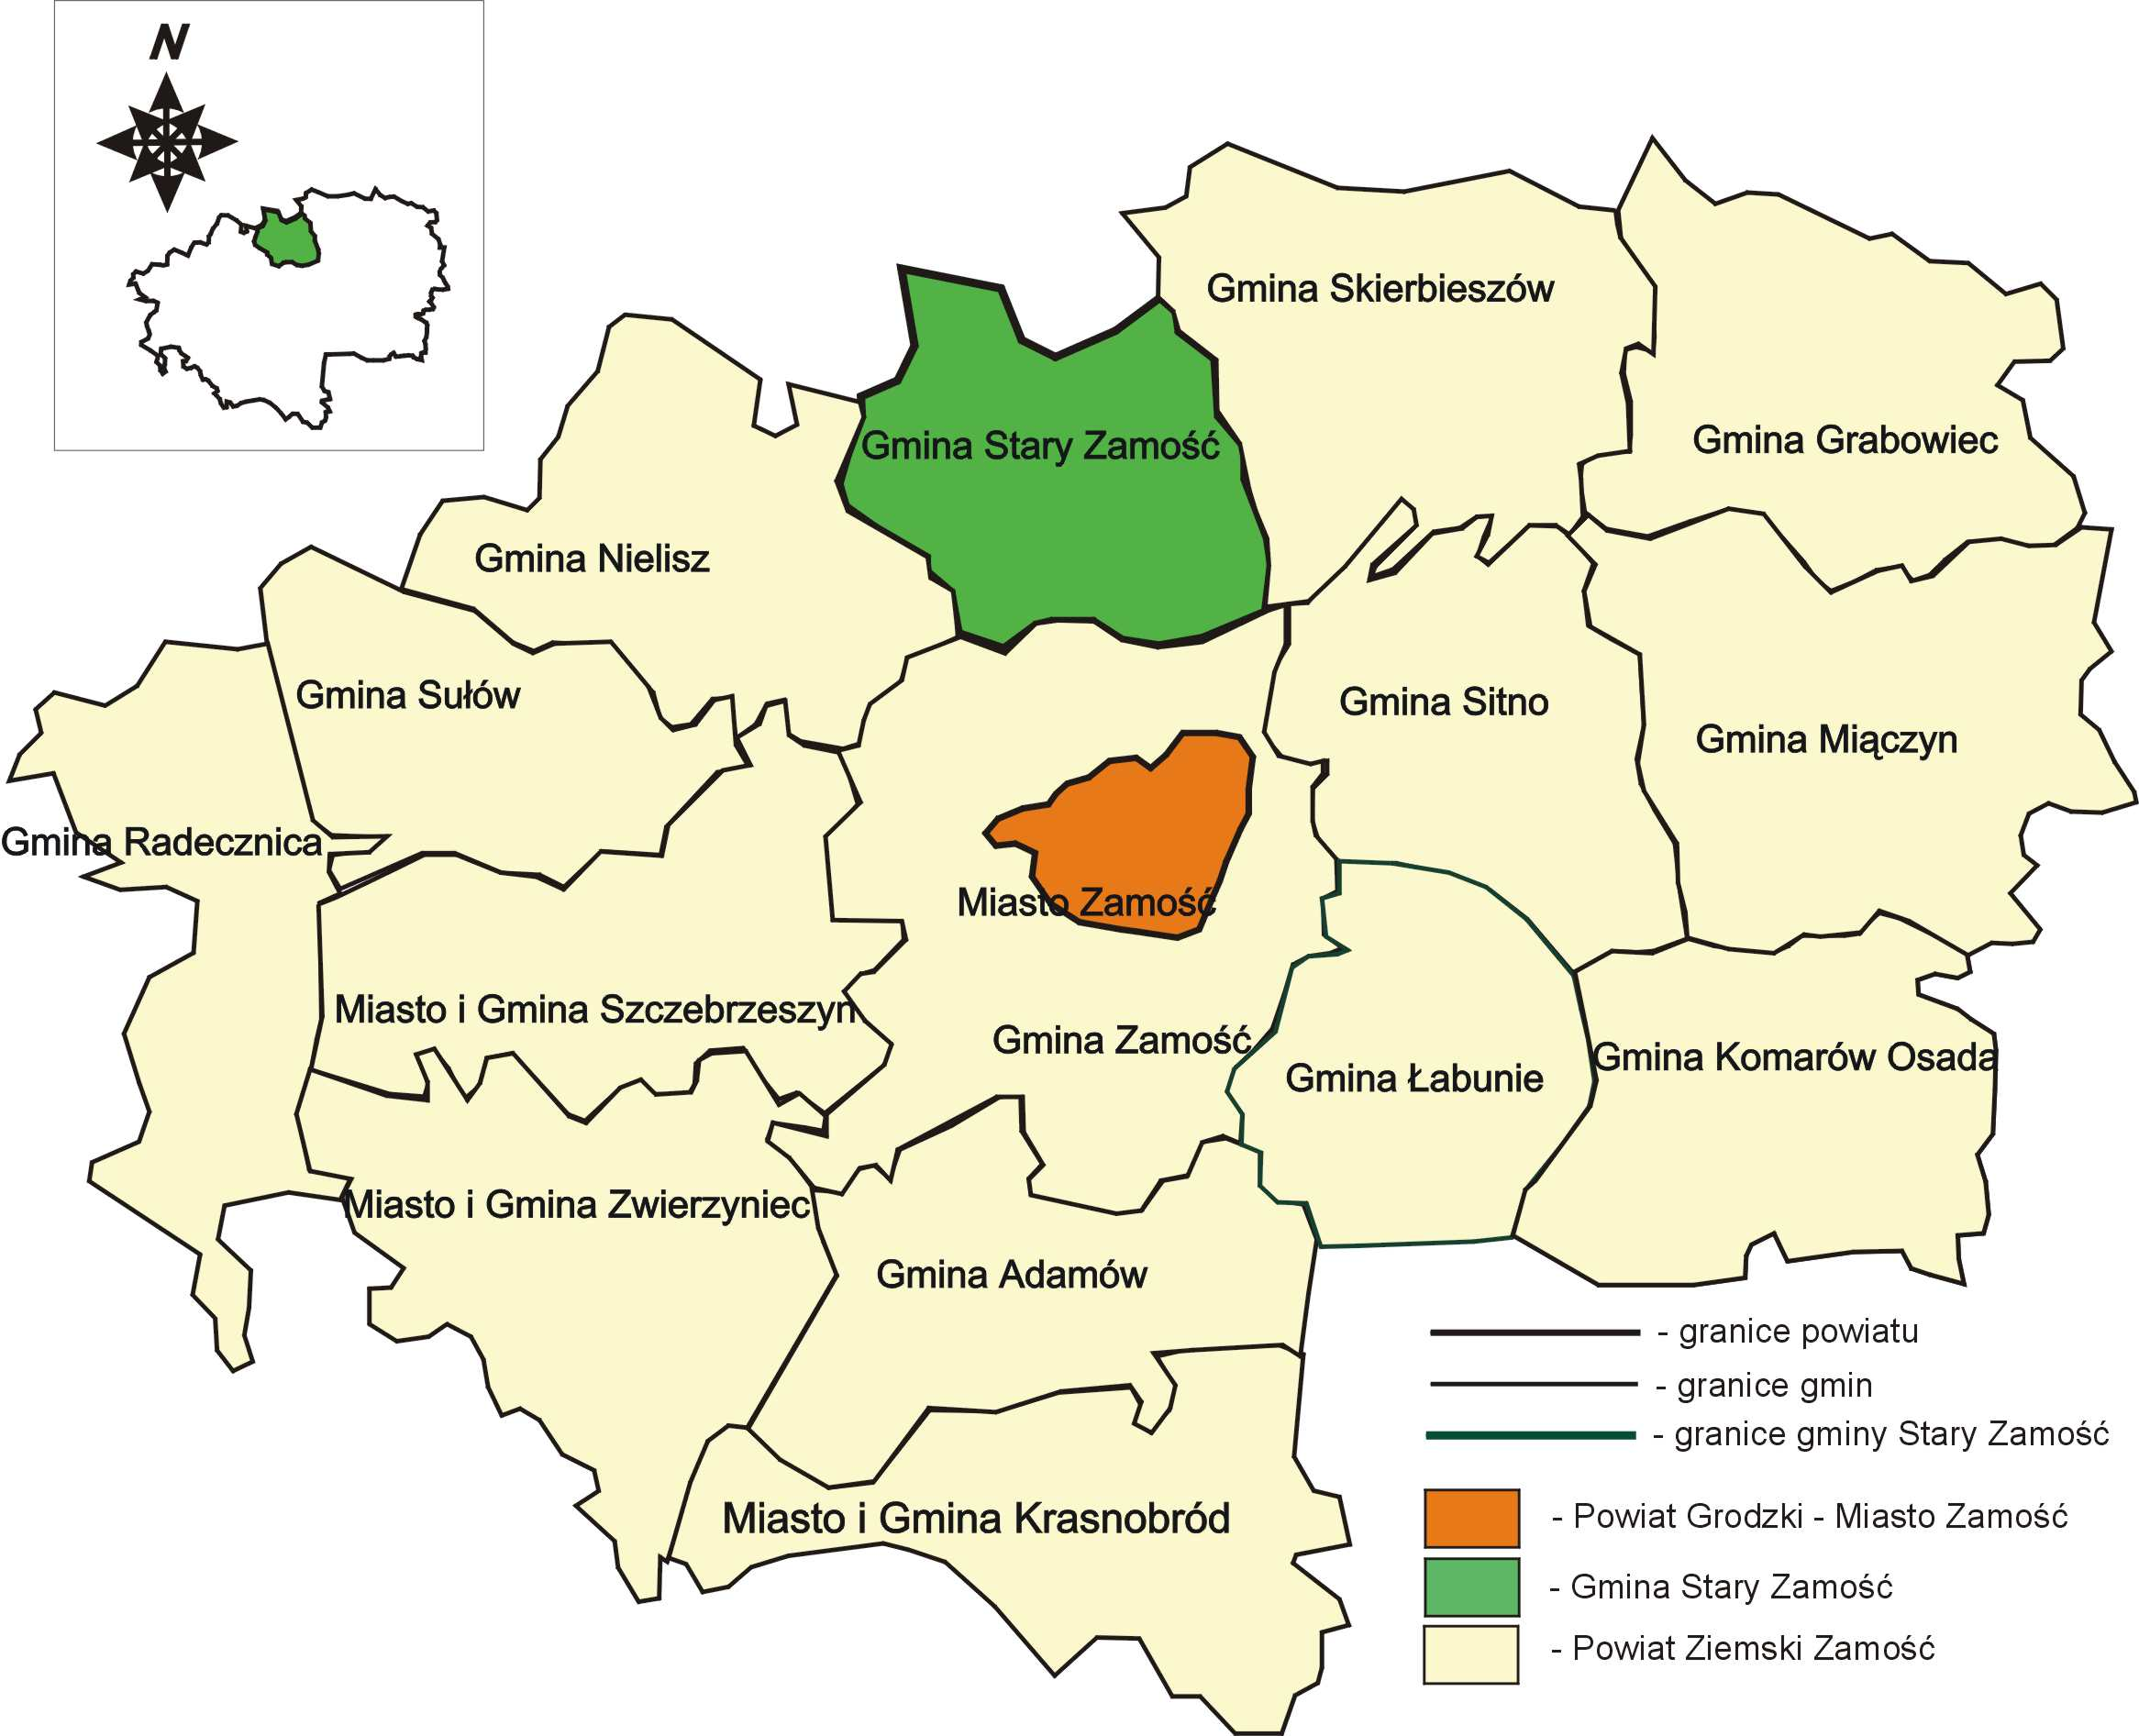 N
Gmina Skierbieszów
Gmina Grabowiec
Gmina Stary Zamość
Gmina Nielisz
Gmina Sułów
Gmina Sitno
Gmina Miączyn
Gmina Radecznica
Miasto Zamość
Miasto i Gmina Szczebrzeszyn
Gmina Zamość
Gmina Łabunie
Gmina Komarów Osada
Miasto i Gmina Zwierzyniec
Gmina Adamów
Miasto i Gmina Krasnobród
- granice powiatu
- granice gmin
- granice gminy Stary Zamość
- Powiat Grodzki - Miasto Zamość
- Gmina Stary Zamość
- Powiat Ziemski Zamość